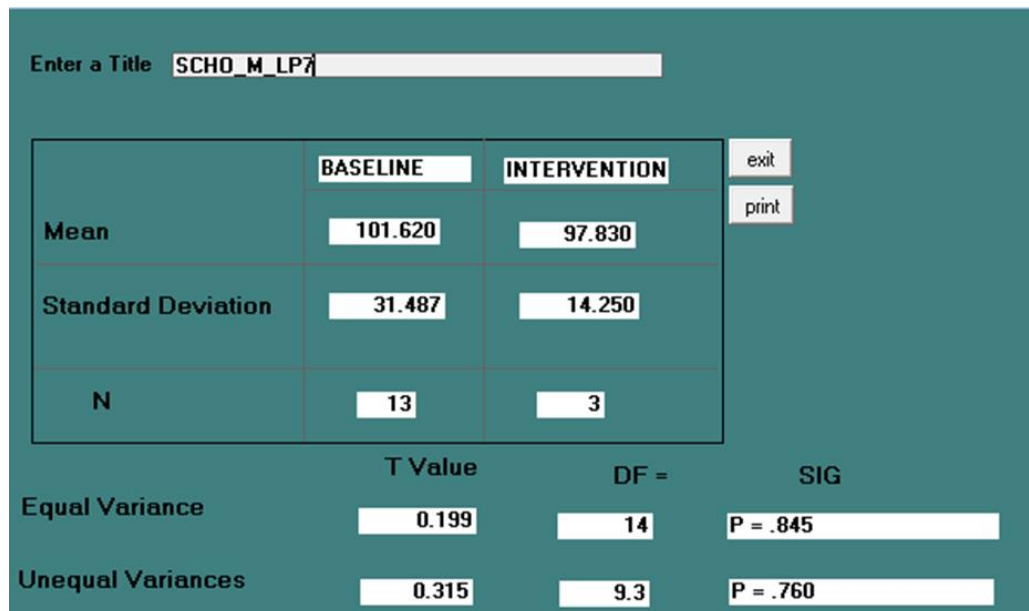 Enter a Title SCHO_M_LP7
BASELINE INTERVENTION exit
print
Mean 101.620 97.830
Standard Deviation 31.487 14.250
N 13 3
T Value DF = SIG
Equal Variance 0.199 14 P = .845
Unequal Variances 0.315 9.3 P = .760